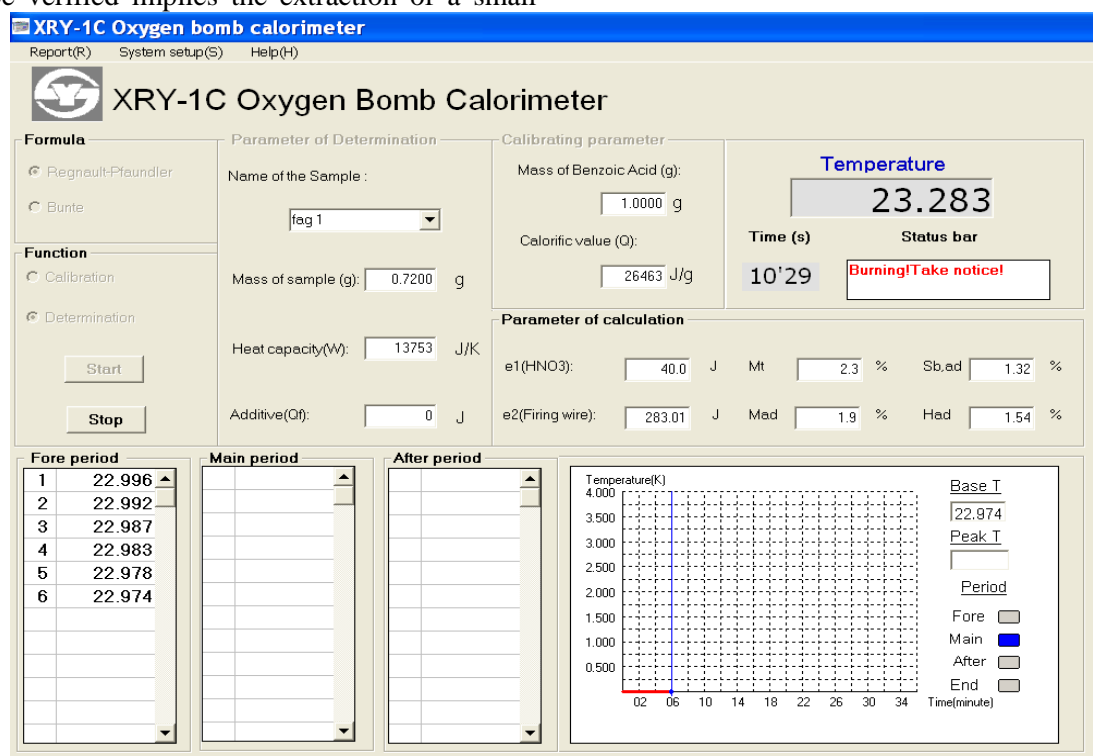 e verified implies the extraction of a small
XRY-1C Oxygen bomb calorimeter
Report(R) System setup(S) Help(H)
XRY-1C Oxygen Bomb Calorimeter
Formula
Regnault-Pfaundler
Bunte
Function
Calibration
Determination
Start
Stop
Parameter of Determination
Name of the Sample :
fag 1
Mass of sample (g): 0.7200 g
Heat capacity(W): 13753 J/K
Additive(Qf): 0 J
Calibrating parameter
Mass of Benzoic Acid (g):
1.0000 g
Calorific value (Q):
26463 J/g
Temperature
23.283
Time (s) Status bar
10'29 Burning!Take notice!
Parameter of calculation
e1(HNO3): 40.0 J Mt 2.3 % Sb,ad 1.32 %
e2(Firing wire): 283.01 J Mad 1.9 % Had 1.54 %
Fore period
1 22.996
2 22.992
3 22.987
4 22.983
5 22.978
6 22.974
Main period
After period
Temperature(K)
4.000
3.500
3.000
2.500
2.000
1.500
1.000
0.500
02 06 10 14 18 22 26 30 34 Time(minute)
Base T
22.974
Peak T
Period
Fore
Main
After
End